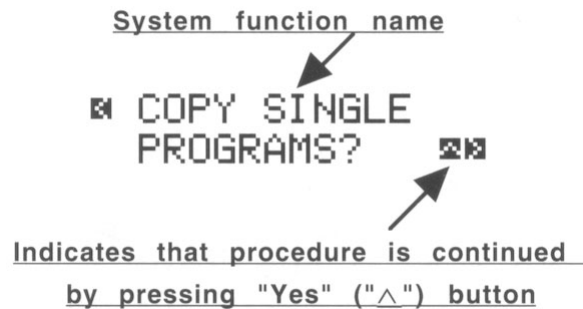 System function name
COPY SINGLE
PROGRAMS?
Indicates that procedure is continued
by pressing "Yes" ("△") button